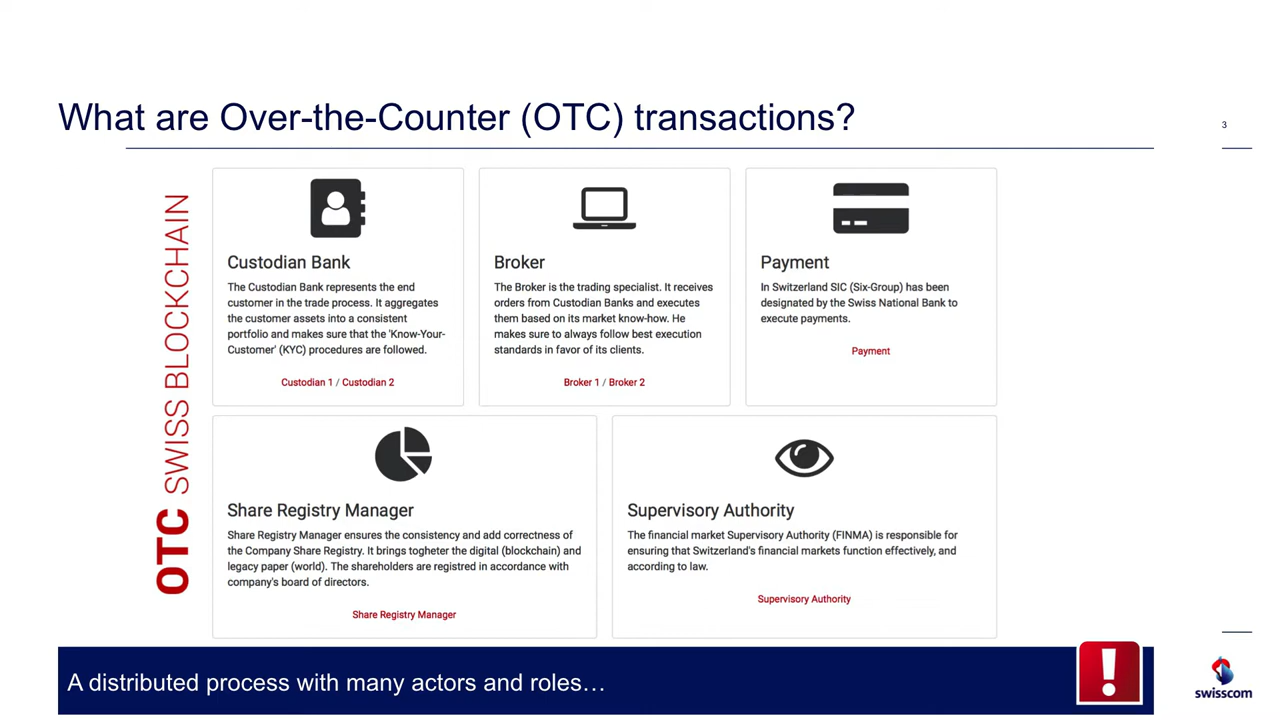 What are Over-the-Counter (OTC) transactions?
3
OTC SWISS BLOCKCHAIN
Custodian Bank
The Custodian Bank represents the end
customer in the trade process. It aggregates
the customer assets into a consistent
portfolio and makes sure that the 'Know-Your-
Customer' (KYC) procedures are followed.
Custodian 1 / Custodian 2
Broker
The Broker is the trading specialist. It receives
orders from Custodian Banks and executes
them based on its market know-how. He
makes sure to always follow best execution
standards in favor of its clients.
Broker 1 / Broker 2
Payment
In Switzerland SIC (Six-Group) has been
designated by the Swiss National Bank to
execute payments.
Payment
Share Registry Manager
Share Registry Manager ensures the consistency and add correctness of
the Company Share Registry. It brings togheter the digital (blockchain) and
legacy paper (world). The shareholders are registred in accordance with
company's board of directors.
Share Registry Manager
Supervisory Authority
The financial market Supervisory Authority (FINMA) is responsible for
ensuring that Switzerland's financial markets function effectively, and
according to law.
Supervisory Authority
A distributed process with many actors and roles…
!
swisscom